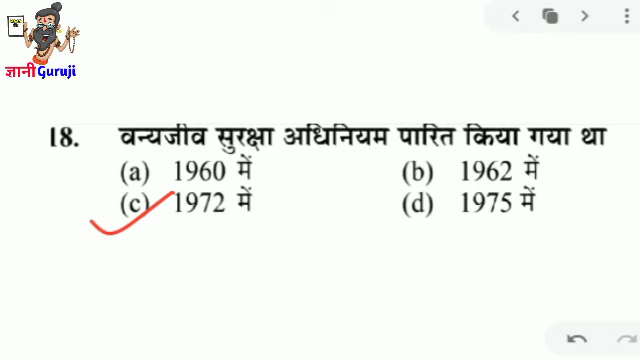 ज्ञानीGuruji
18. वन्यजीव सुरक्षा अधिनियम पारित किया गया था
(a) 1960 में (b) 1962 में
(c) 1972 में (d) 1975 में